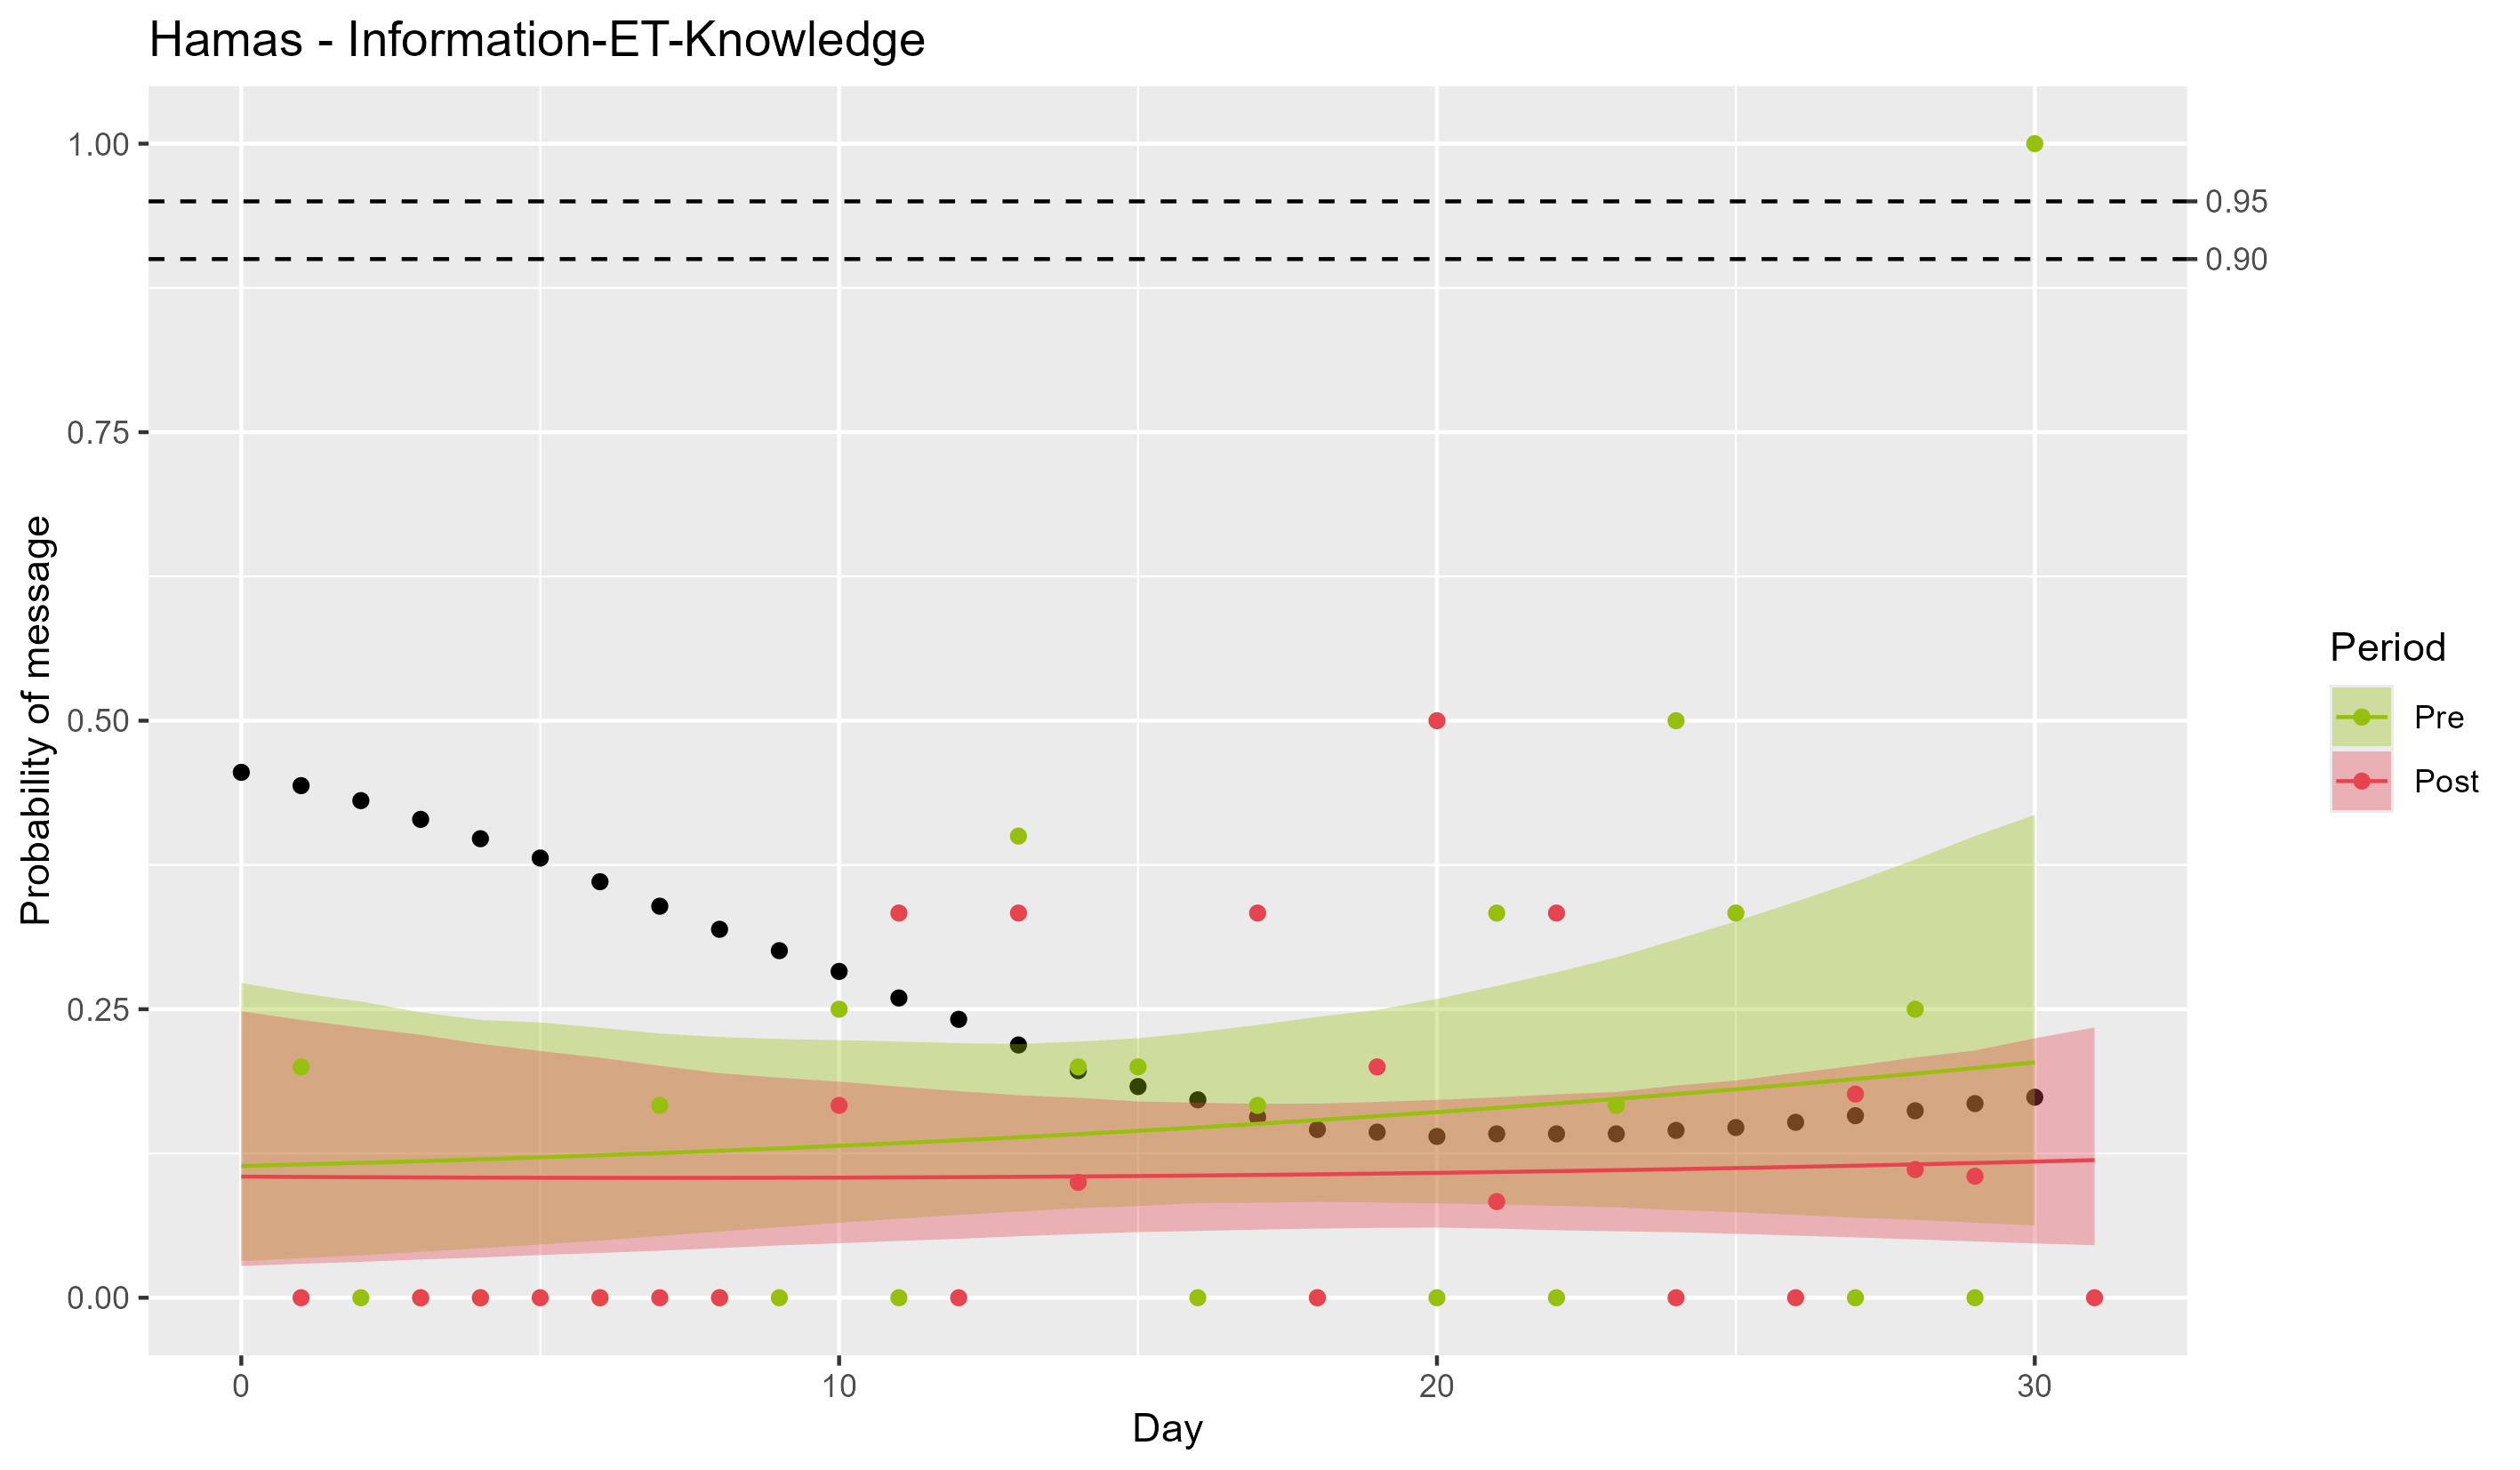 Hamas - Information-ET-Knowledge
1.00
0.95
0.90
0.75
0.50
0.25
0.00
Probability of message
0 10 20 30
Day
Period
Pre
Post